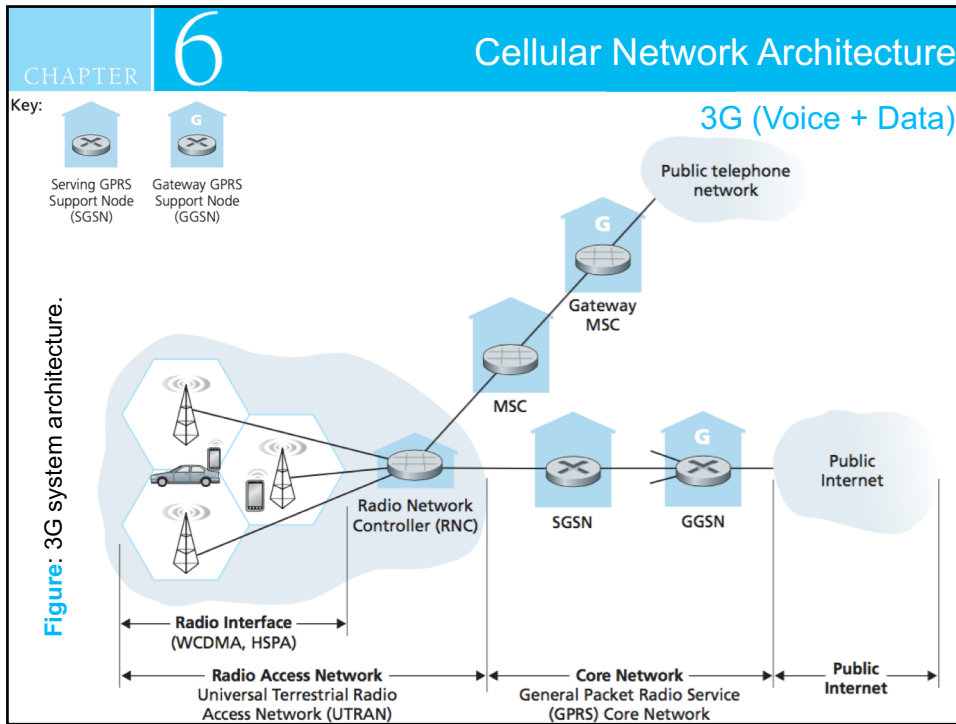 CHAPTER 6
Cellular Network Architecture
3G (Voice + Data)
Key:
G
Serving GPRS
Support Node
(SGSN)
Gateway GPRS
Support Node
(GGSN)
Public telephone
network
G
Gateway
MSC
MSC
Radio Network
Controller (RNC)
SGSN
G
GGSN
Public
Internet
Figure: 3G system architecture.
Radio Interface
(WCDMA, HSPA)
Radio Access Network
Universal Terrestrial Radio
Access Network (UTRAN)
Core Network
General Packet Radio Service
(GPRS) Core Network
Public
Internet